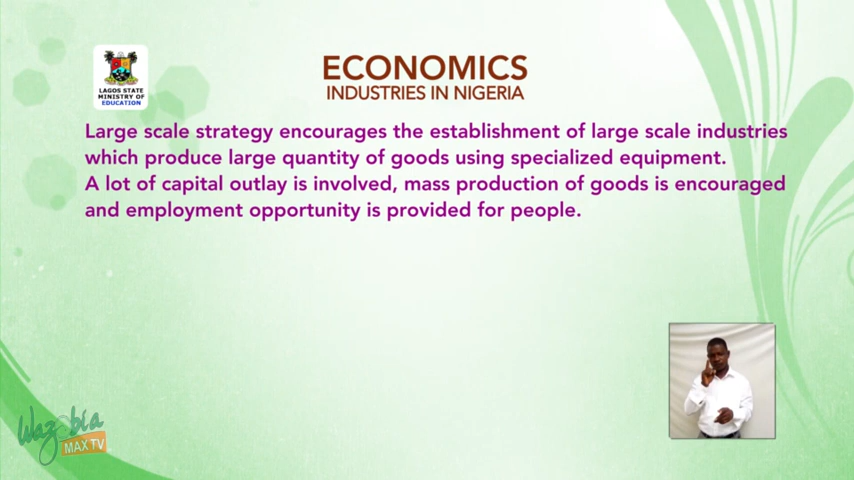 ECONOMICS
INDUSTRIES IN NIGERIA
LAGOS STATE
MINISTRY OF
EDUCATION
Large scale strategy encourages the establishment of large scale industries
which produce large quantity of goods using specialized equipment.
A lot of capital outlay is involved, mass production of goods is encouraged
and employment opportunity is provided for people.
Wazobia
MAX TV